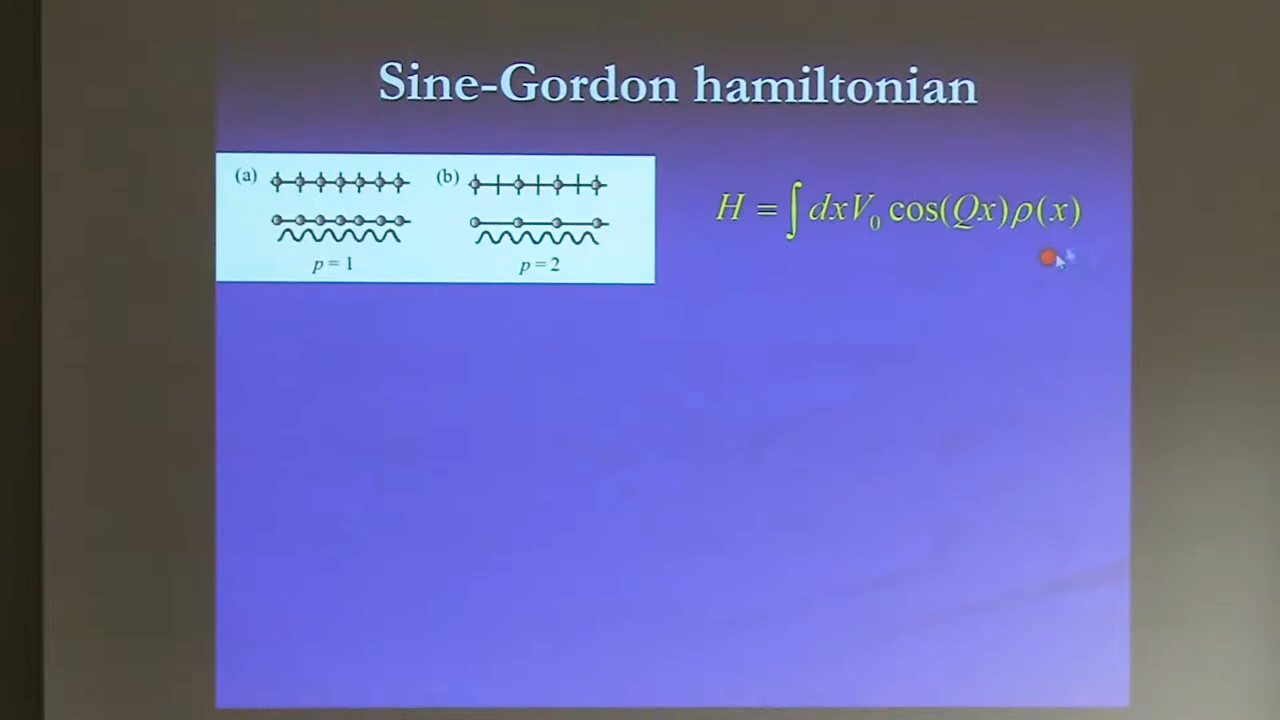 Sine-Gordon hamiltonian
(a) (b)
p = 1 p = 2
H = ∫ dxV₀ cos(Qx)ρ(x)